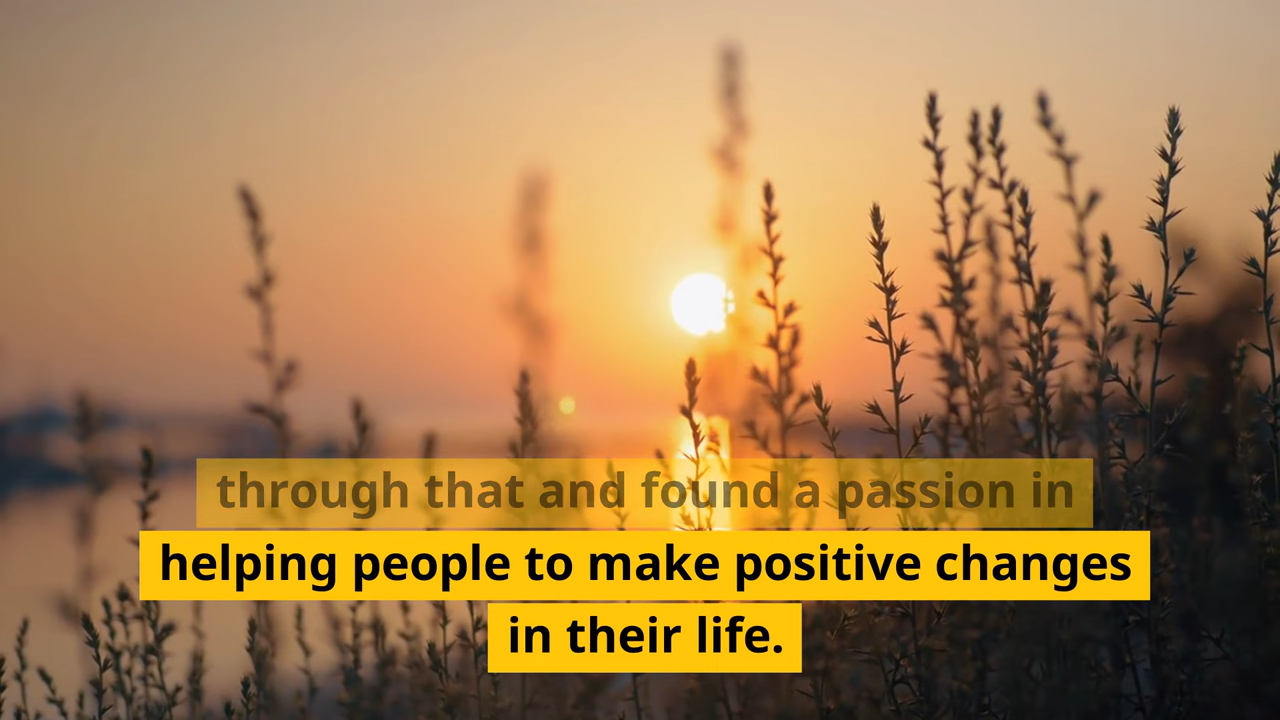 through that and found a passion in
helping people to make positive changes
in their life.